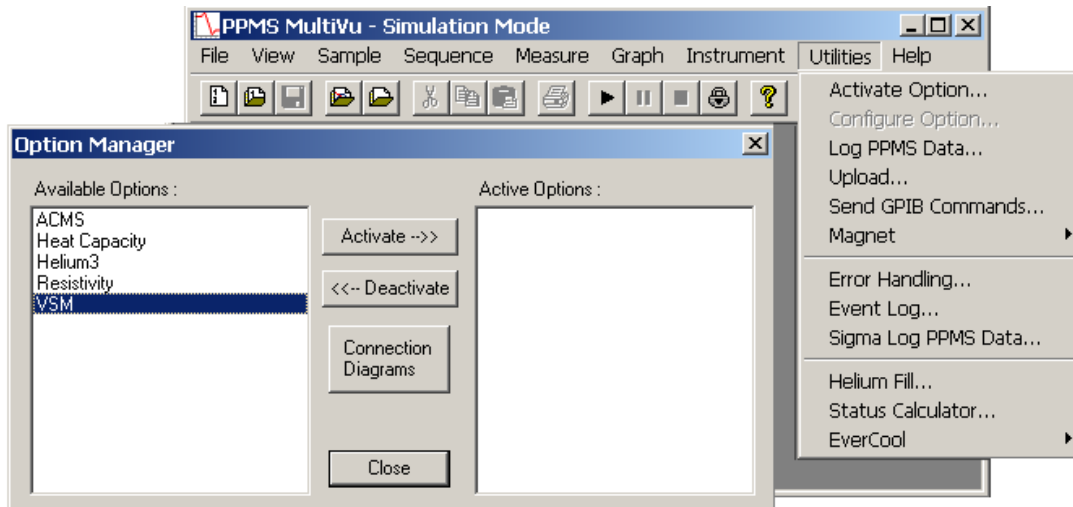 PPMS MultiVu - Simulation Mode
File View Sample Sequence Measure Graph Instrument Utilities Help
Activate Option...
Configure Option...
Log PPMS Data...
Upload...
Send GPIB Commands...
Magnet
Error Handling...
Event Log...
Sigma Log PPMS Data...
Helium Fill...
Status Calculator...
EverCool
Option Manager
Available Options :
ACMS
Heat Capacity
Helium3
Resistivity
VSM
Activate -->>
<<-- Deactivate
Connection
Diagrams
Close
Active Options :